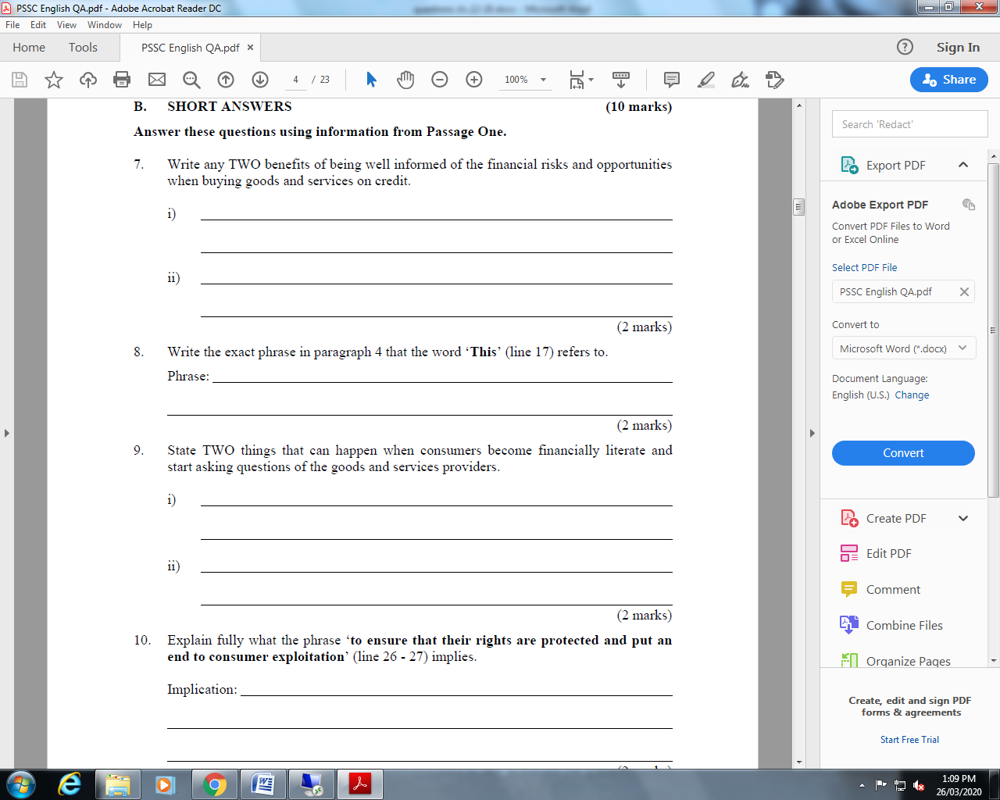 PSSC English QA.pdf - Adobe Acrobat Reader DC
File Edit View Window Help
Home Tools PSSC English QA.pdf × ? Sign In
4 / 23 100% Share
B. SHORT ANSWERS (10 marks)
Answer these questions using information from Passage One.
7. Write any TWO benefits of being well informed of the financial risks and opportunities
when buying goods and services on credit.
i)
ii)
(2 marks)
8. Write the exact phrase in paragraph 4 that the word ‘This’ (line 17) refers to.
Phrase:
(2 marks)
9. State TWO things that can happen when consumers become financially literate and
start asking questions of the goods and services providers.
i)
ii)
(2 marks)
10. Explain fully what the phrase ‘to ensure that their rights are protected and put an
end to consumer exploitation’ (line 26 - 27) implies.
Implication:
Search 'Redact'
Export PDF
Adobe Export PDF
Convert PDF Files to Word
or Excel Online
Select PDF File
PSSC English QA.pdf
Convert to
Microsoft Word (*.docx)
Document Language:
English (U.S.) Change
Convert
Create PDF
Edit PDF
Comment
Combine Files
Organize Pages
Create, edit and sign PDF
forms & agreements
Start Free Trial
1:09 PM
26/03/2020